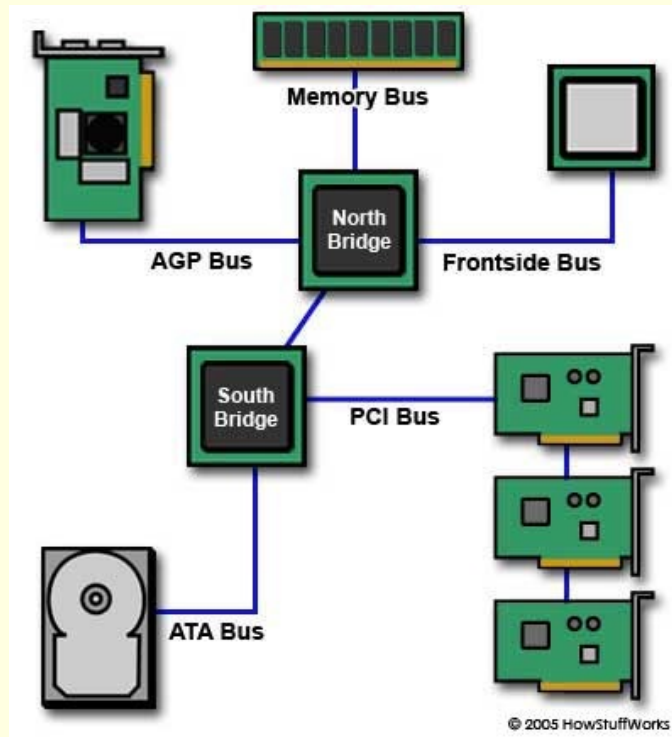 Memory Bus
North
Bridge
AGP Bus
Frontside Bus
South
Bridge
PCI Bus
ATA Bus
© 2005 HowStuffWorks